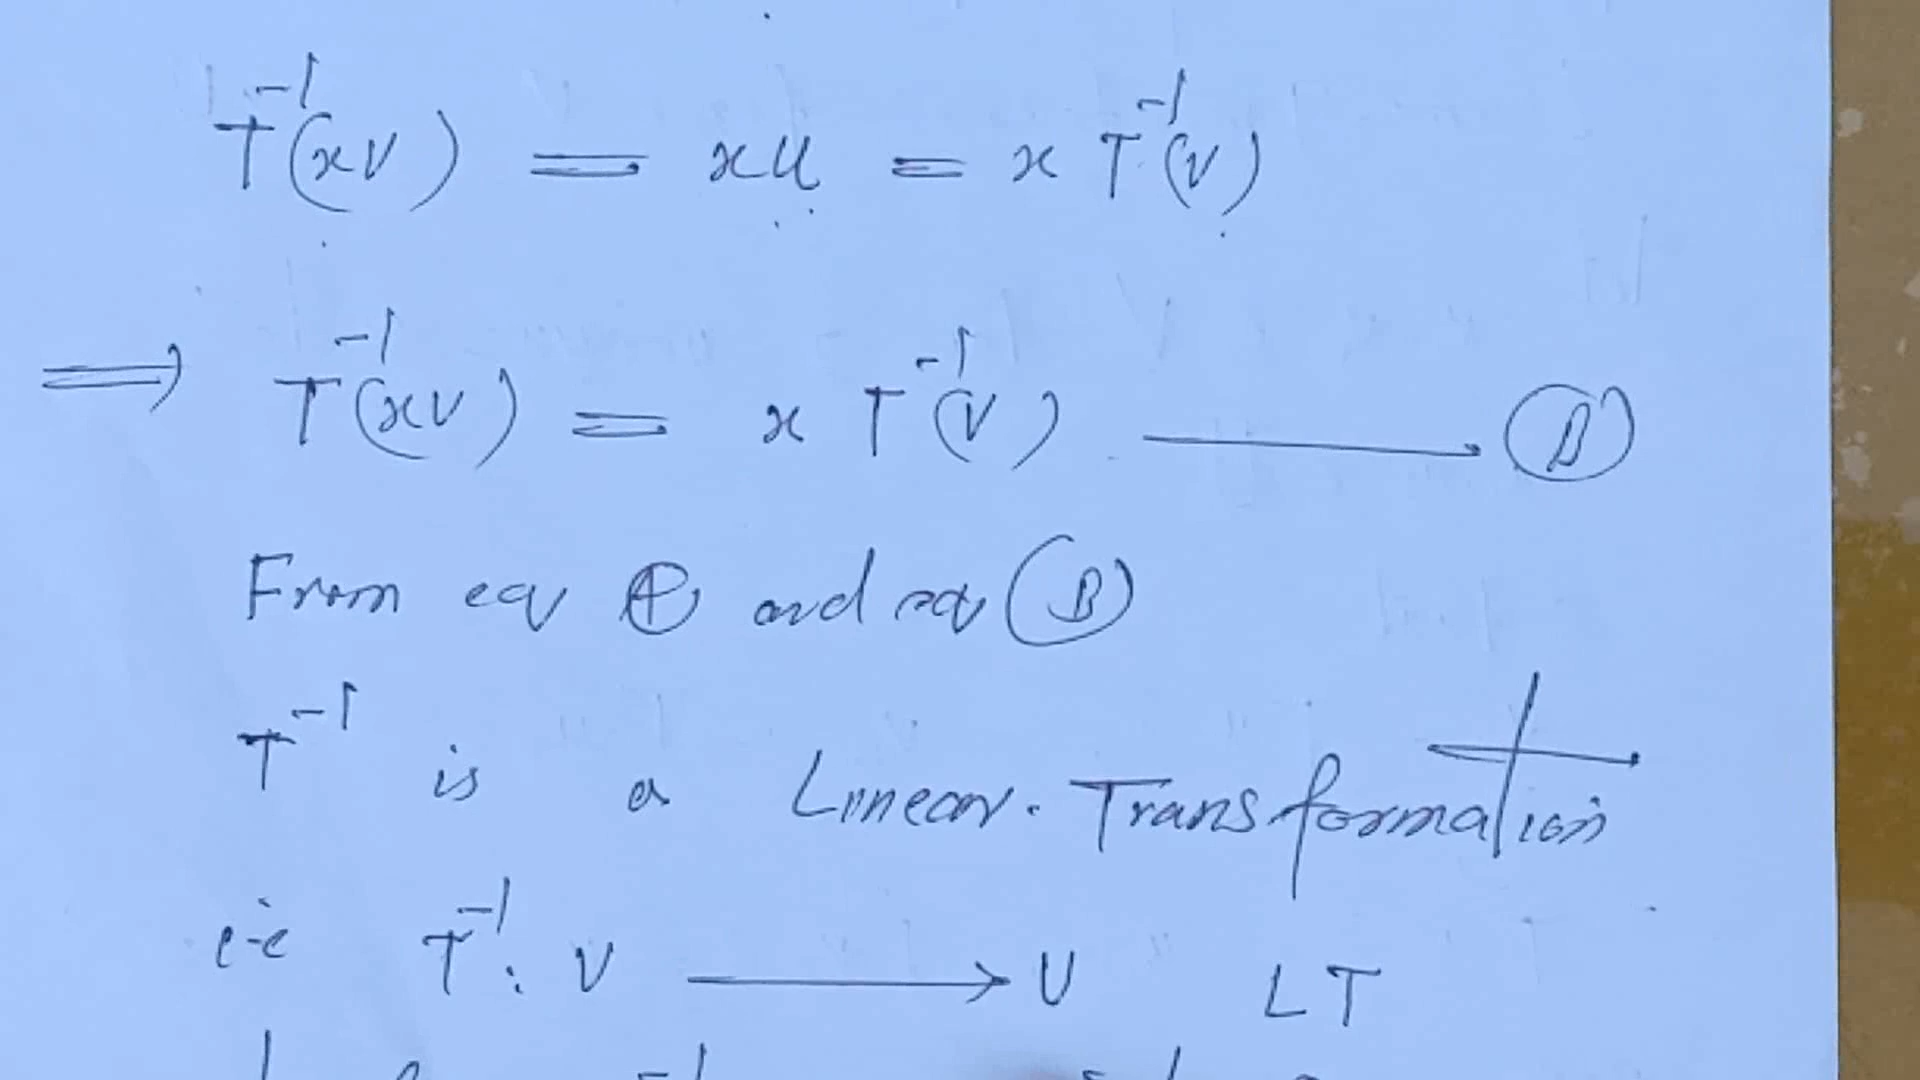 T⁻¹(xv) = xu = x T⁻¹(v)
⟹ T⁻¹(xv) = x T⁻¹(v) —— Ⓑ
From eq Ⓐ and eq Ⓑ
T⁻¹ is a Linear. Transformation
i.e T⁻¹: V ⟶ U LT